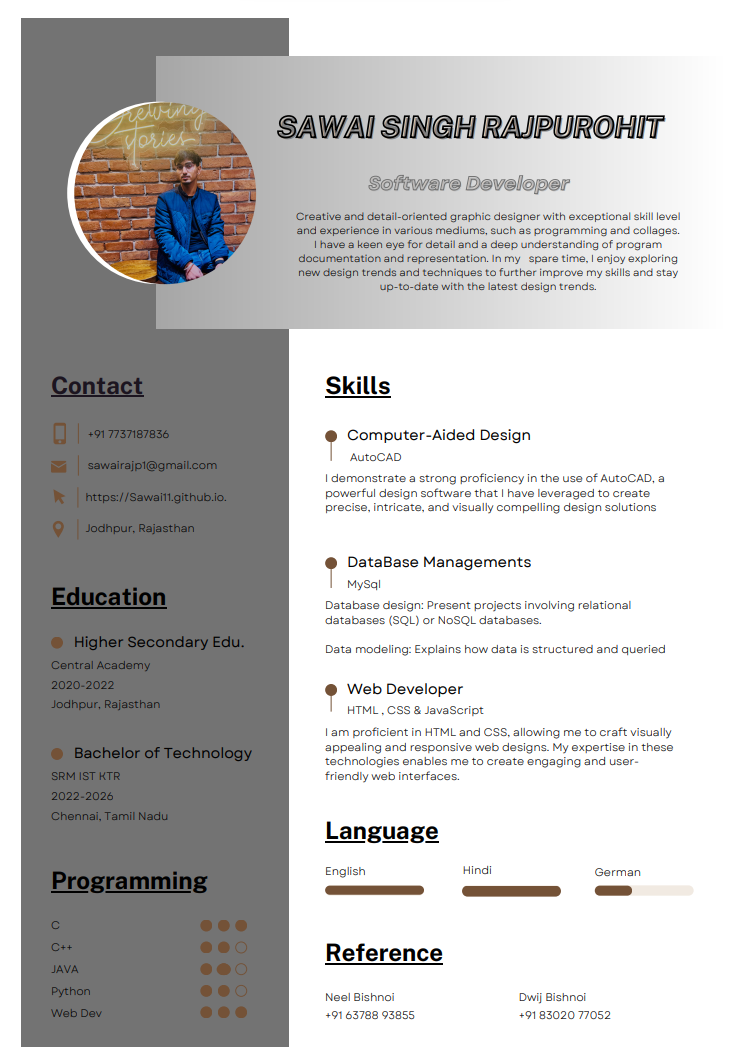 Brewing
stories
SAWAI SINGH RAJPUROHIT
Software Developer
Creative and detail-oriented graphic designer with exceptional skill level
and experience in various mediums, such as programming and collages.
I have a keen eye for detail and a deep understanding of program
documentation and representation. In my spare time, I enjoy exploring
new design trends and techniques to further improve my skills and stay
up-to-date with the latest design trends.
Contact
+91 7737187836
sawairajp1@gmail.com
https://Sawai11.github.io.
Jodhpur, Rajasthan
Education
Higher Secondary Edu.
Central Academy
2020-2022
Jodhpur, Rajasthan
Bachelor of Technology
SRM IST KTR
2022-2026
Chennai, Tamil Nadu
Programming
C
C++
JAVA
Python
Web Dev
Skills
Computer-Aided Design
AutoCAD
I demonstrate a strong proficiency in the use of AutoCAD, a
powerful design software that I have leveraged to create
precise, intricate, and visually compelling design solutions
DataBase Managements
MySql
Database design: Present projects involving relational
databases (SQL) or NoSQL databases.
Data modeling: Explains how data is structured and queried
Web Developer
HTML , CSS & JavaScript
I am proficient in HTML and CSS, allowing me to craft visually
appealing and responsive web designs. My expertise in these
technologies enables me to create engaging and user-
friendly web interfaces.
Language
English
Hindi
German
Reference
Neel Bishnoi
+91 63788 93855
Dwij Bishnoi
+91 83020 77052